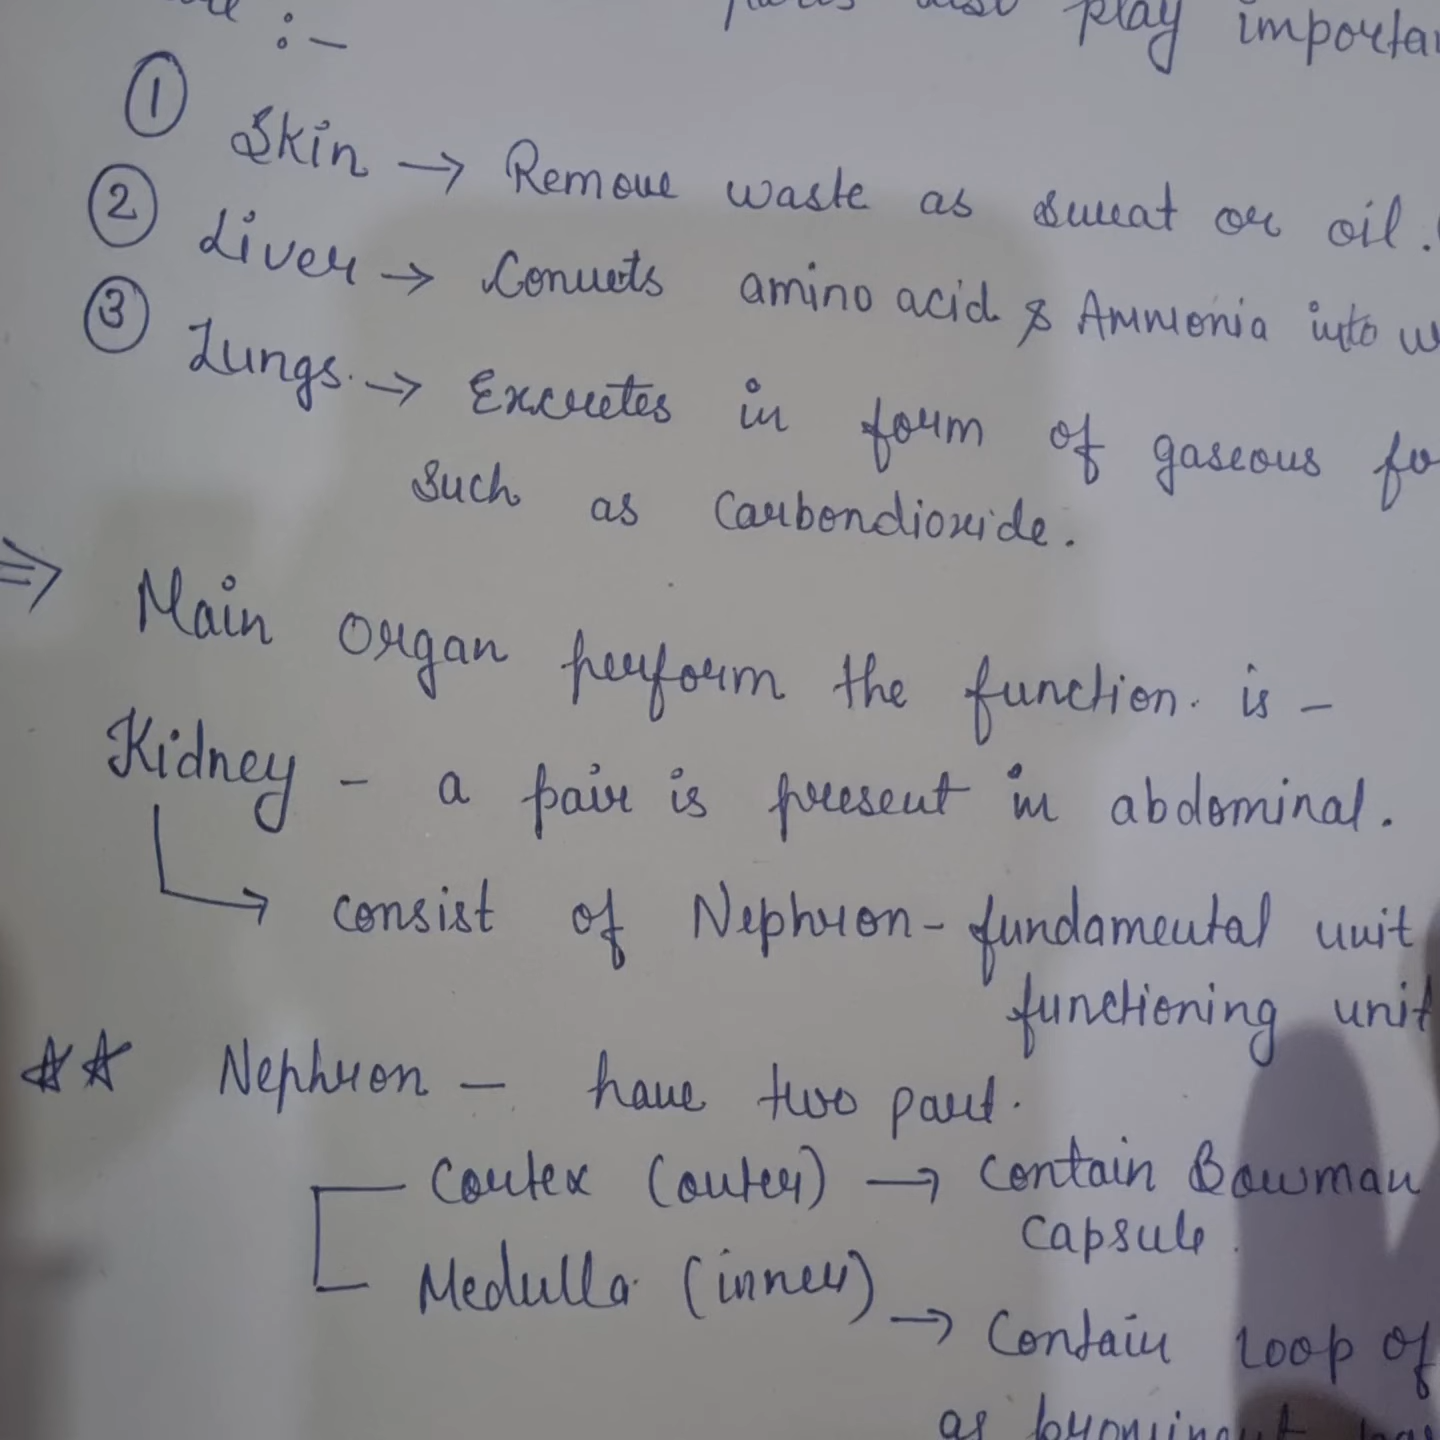 :- parts also play
① Skin → Remove waste as sweat or oil.
② Liver → Converts amino acid & Ammonia into
③ Lungs. → Excretes in form of gaseous
such as Carbondioxide.
⇒ Main organ perform the function. is -
Kidney - a pair is present in abdominal.
↳ consist of Nephron - fundamental unit
functioning unit
☆☆ Nephron - have two part.
Cortex (outer) → Contain Bowman
capsule.
Medulla (inner)
→ Contain Loop of
as